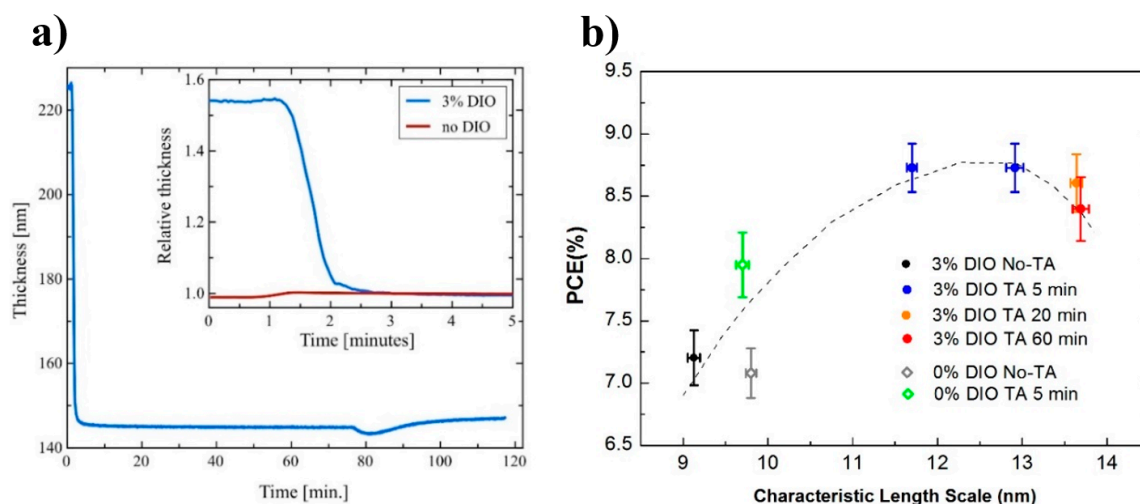 a)
220
200
180
160
140
Thickness [nm]
0
20
40
60
80
100
120
Time [min.]
1.6
1.4
1.2
1.0
Relative thickness
3% DIO
no DIO
0
1
2
3
4
5
Time [minutes]
b)
9.5
9.0
8.5
8.0
7.5
7.0
6.5
PCE(%)
3% DIO No-TA
3% DIO TA 5 min
3% DIO TA 20 min
3% DIO TA 60 min
0% DIO No-TA
0% DIO TA 5 min
9
10
11
12
13
14
Characteristic Length Scale (nm)